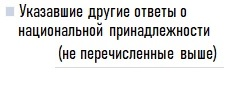 Указавшие другие ответы о
национальной принадлежности
(не перечисленные выше)